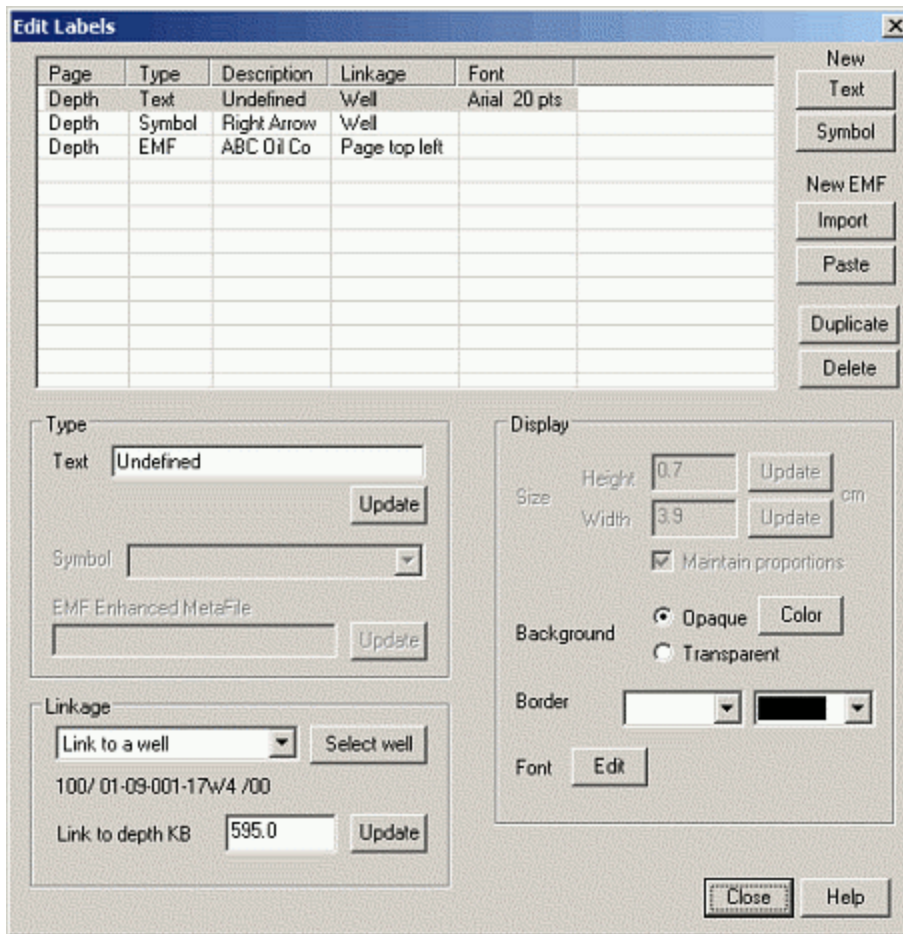 Edit Labels
Page Type Description Linkage Font
Depth Text Undefined Well Arial 20 pts
Depth Symbol Right Arrow Well
Depth EMF ABC Oil Co Page top left
New
Text
Symbol
New EMF
Import
Paste
Duplicate
Delete
Type
Text Undefined
Update
Symbol
EMF Enhanced MetaFile
Update
Linkage
Link to a well Select well
100/ 01-09-001-17W/4 /00
Link to depth KB 595.0 Update
Display
Size Height 0.7 Update cm
Width 3.9 Update
Maintain proportions
Background Opaque Color
Transparent
Border
Font Edit
Close Help